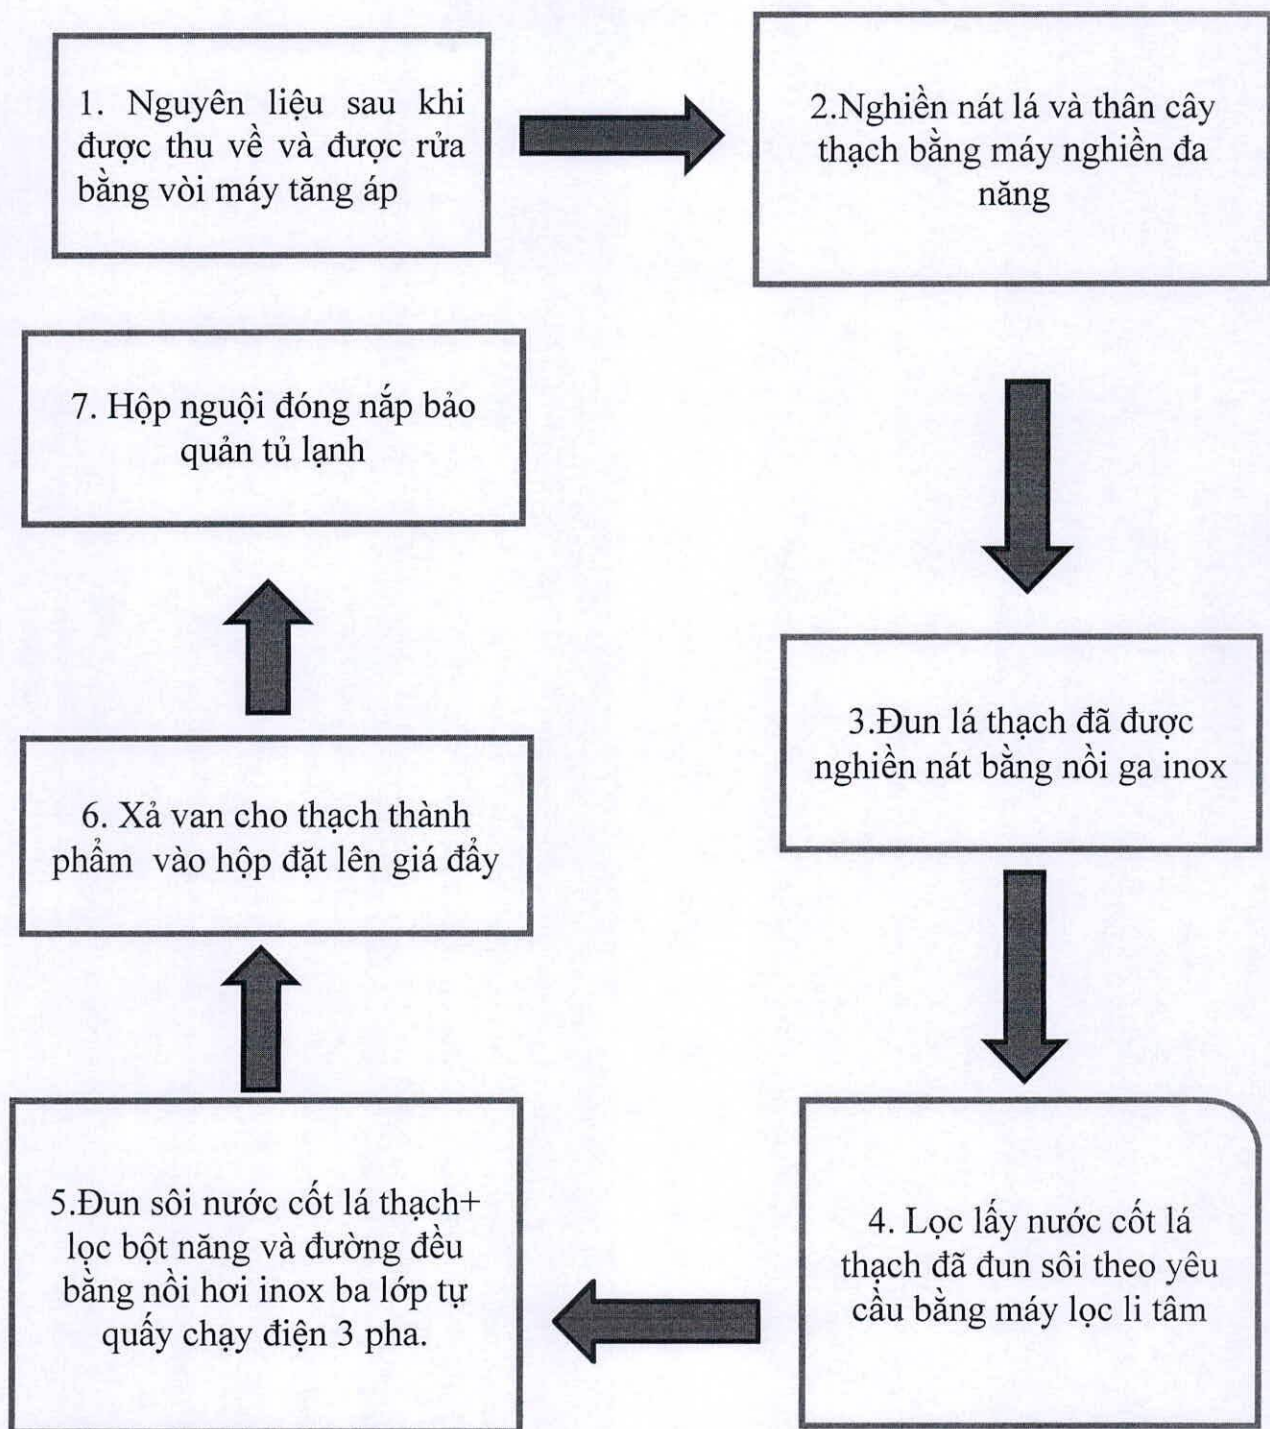 1. Nguyên liệu sau khi
được thu về và được rửa
bằng vòi máy tăng áp
2.Nghiền nát lá và thân cây
thạch bằng máy nghiền đa
năng
3.Đun lá thạch đã được
nghiền nát bằng nồi ga inox
4. Lọc lấy nước cốt lá
thạch đã đun sôi theo yêu
cầu bằng máy lọc li tâm
5.Đun sôi nước cốt lá thạch+
lọc bột năng và đường đều
bằng nồi hơi inox ba lớp tự
quấy chạy điện 3 pha.
6. Xả van cho thạch thành
phẩm vào hộp đặt lên giá đẩy
7. Hộp nguội đóng nắp bảo
quản tủ lạnh